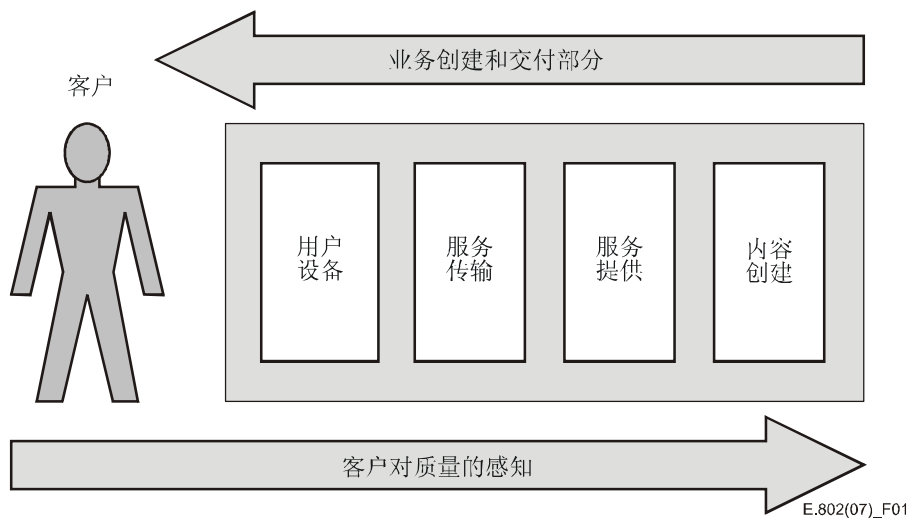 业务创建和交付部分
客户
用户
设备
服务
传输
服务
提供
内容
创建
客户对质量的感知
E.802(07)_F01